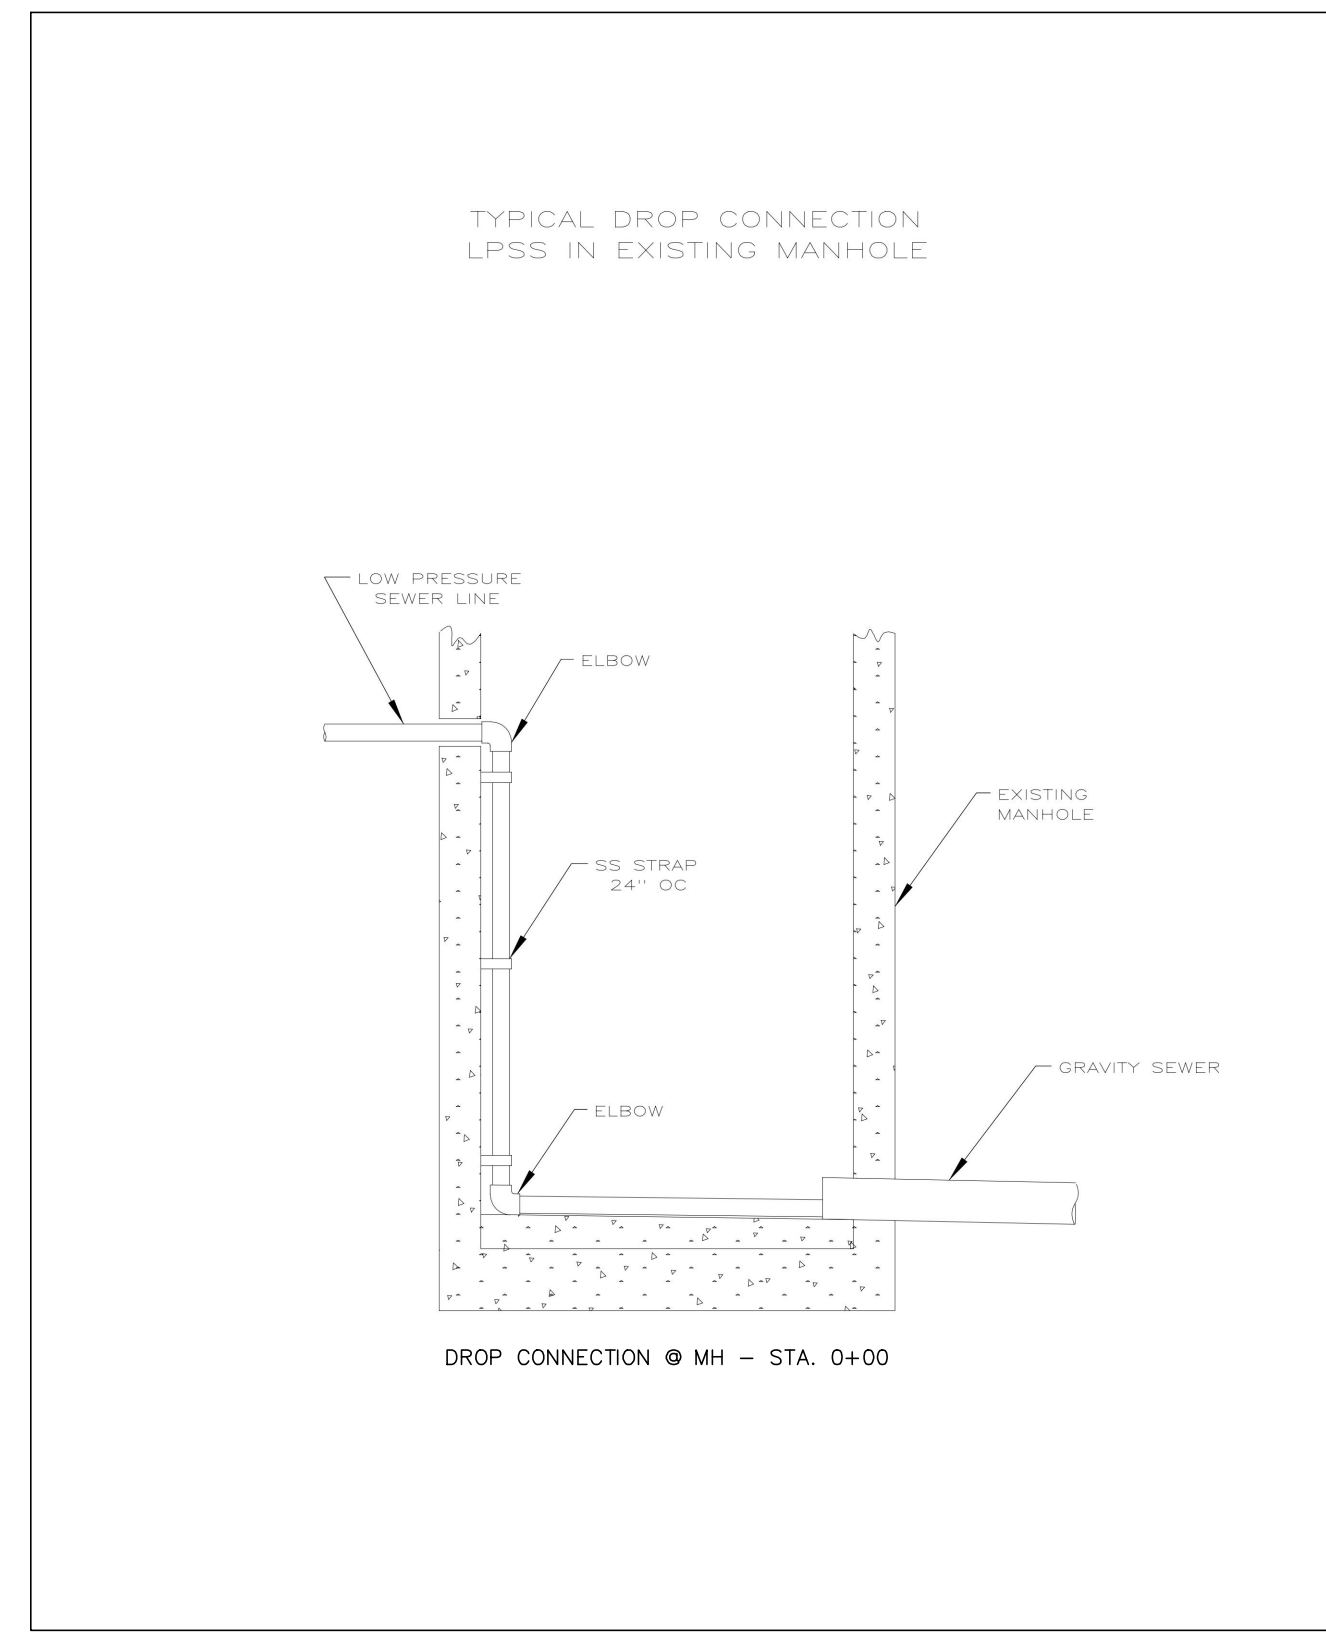 TYPICAL DROP CONNECTION
LPSS IN EXISTING MANHOLE
LOW PRESSURE
SEWER LINE
ELBOW
EXISTING
MANHOLE
SS STRAP
24" OC
GRAVITY SEWER
ELBOW
DROP CONNECTION @ MH – STA. 0+00